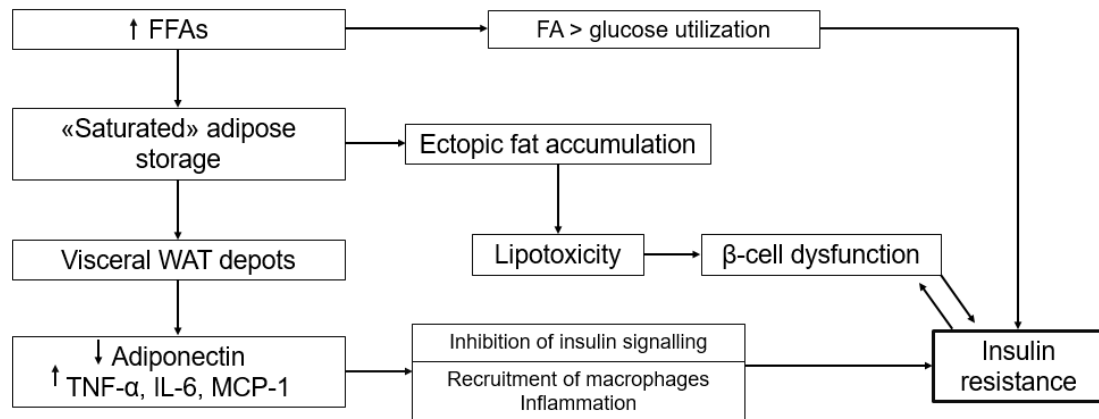 ↑ FFAs
FA > glucose utilization
«Saturated» adipose
storage
Ectopic fat accumulation
Visceral WAT depots
Lipotoxicity
β-cell dysfunction
↓ Adiponectin
↑ TNF-α, IL-6, MCP-1
Inhibition of insulin signalling
Recruitment of macrophages
Inflammation
Insulin
resistance